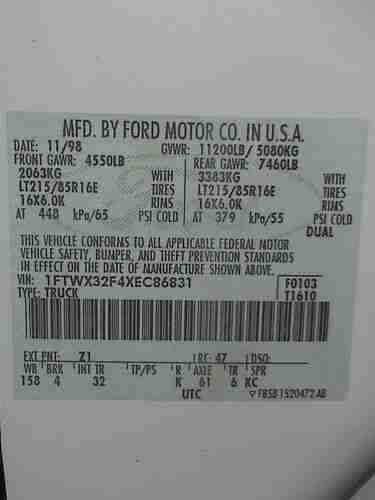 MFD. BY FORD MOTOR CO. IN U.S.A.
DATE: 11/98 GVWR: 11200LB/ 5080KG
FRONT GAWR: 4550LB REAR GAWR: 7460LB
2063KG WITH 3383KG WITH
LT215/85R16E TIRES LT215/85R16E TIRES
16X6.0K RIMS 16X6.0K RIMS
AT 448 kPa/65 PSI COLD AT 379 kPa/55 PSI COLD
DUAL
THIS VEHICLE CONFORMS TO ALL APPLICABLE FEDERAL MOTOR
VEHICLE SAFETY, BUMPER, AND THEFT PREVENTION STANDARDS
IN EFFECT ON THE DATE OF MANUFACTURE SHOWN ABOVE.
VIN: 1FTWX32F4XEC86831 F0103
TYPE: TRUCK T1610
EXT PNT: Z1 RC: 47 DSO:
WB BRK INT TR TP/PS R AXLE TR SPR
158 4 32 K 61 6 KC
UTC F85B 1520472 AB